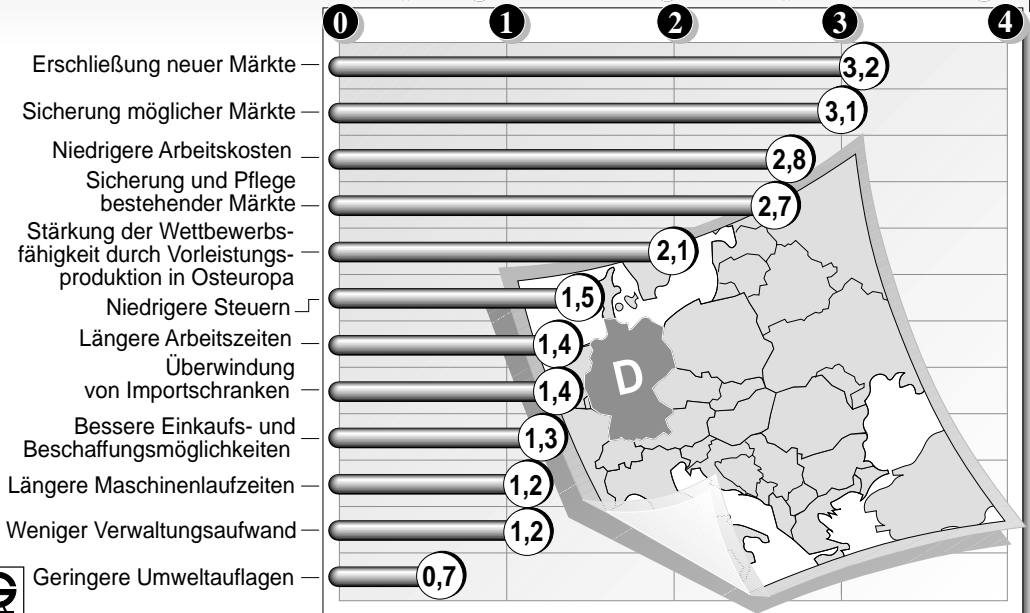 0 1 2 3 4
Erschließung neuer Märkte 3,2
Sicherung möglicher Märkte 3,1
Niedrigere Arbeitskosten 2,8
Sicherung und Pflege
bestehender Märkte 2,7
Stärkung der Wettbewerbs-
fähigkeit durch Vorleistungs-
produktion in Osteuropa 2,1
Niedrigere Steuern 1,5
Längere Arbeitszeiten 1,4
Überwindung
von Importschranken 1,4
Bessere Einkaufs- und
Beschaffungsmöglichkeiten 1,3
Längere Maschinenlaufzeiten 1,2
Weniger Verwaltungsaufwand 1,2
Geringere Umweltauflagen 0,7
D
G